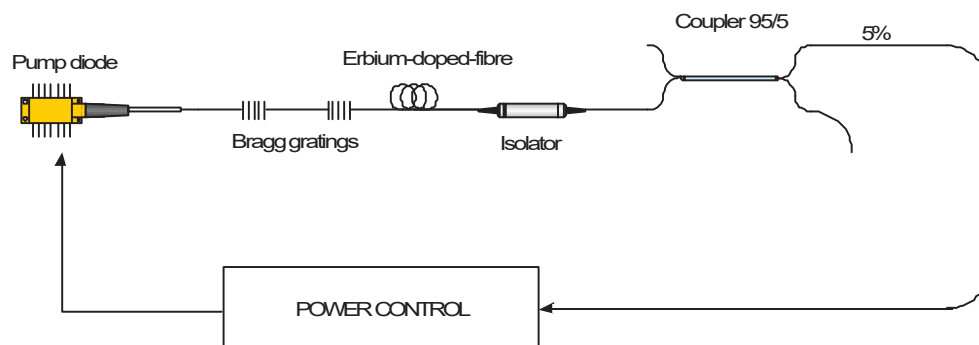 Coupler 95/5
5%
Pump diode
Erbium-doped-fibre
Bragg gratings
Isolator
POWER CONTROL